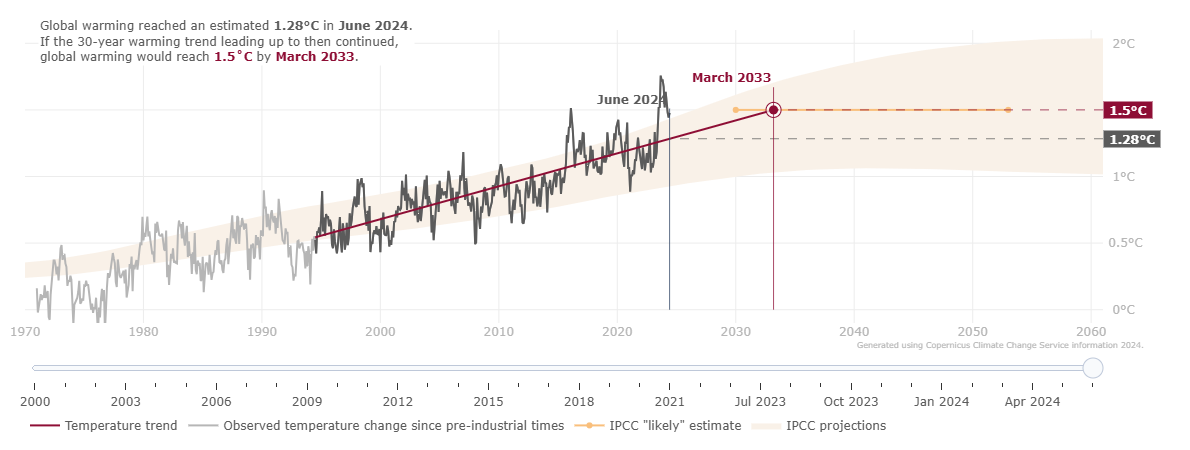 Global warming reached an estimated 1.28°C in June 2024.
If the 30-year warming trend leading up to then continued,
global warming would reach 1.5˚C by March 2033.
2°C
March 2033
June 2024
1.5°C
1.28°C
1°C
0.5°C
0°C
1970 1980 1990 2000 2010 2020 2030 2040 2050 2060
Generated using Copernicus Climate Change Service information 2024.
2000 2003 2006 2009 2012 2015 2018 2021 Jul 2023 Oct 2023 Jan 2024 Apr 2024
Temperature trend Observed temperature change since pre-industrial times IPCC "likely" estimate IPCC projections